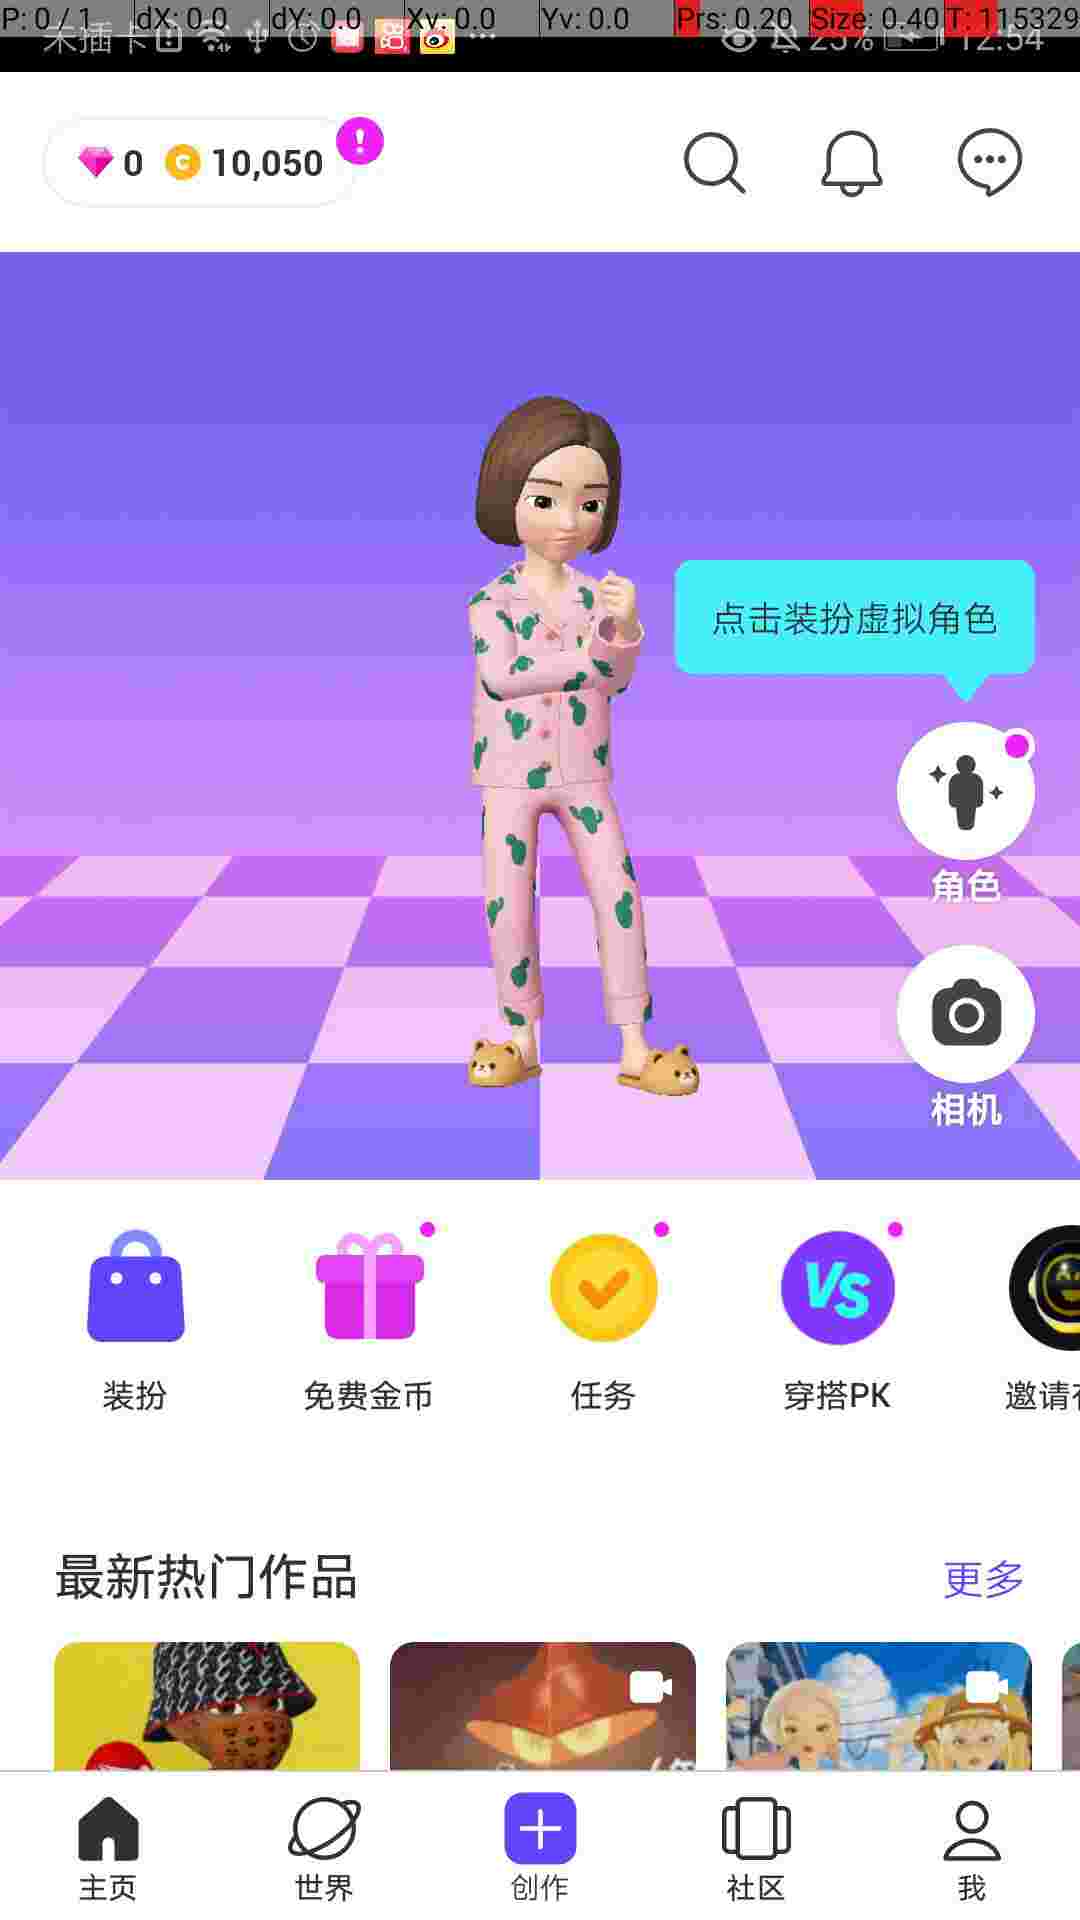 P: 0 / 1 dX: 0.0 dY: 0.0 Xv: 0.0 Yv: 0.0 Prs: 0.20 Size: 0.40 T: 115329
未插卡 25% 12:54
0 10,050
点击装扮虚拟角色
角色
相机
VS
装扮 免费金币 任务 穿搭PK 邀请
最新热门作品 更多
主页 世界 创作 社区 我